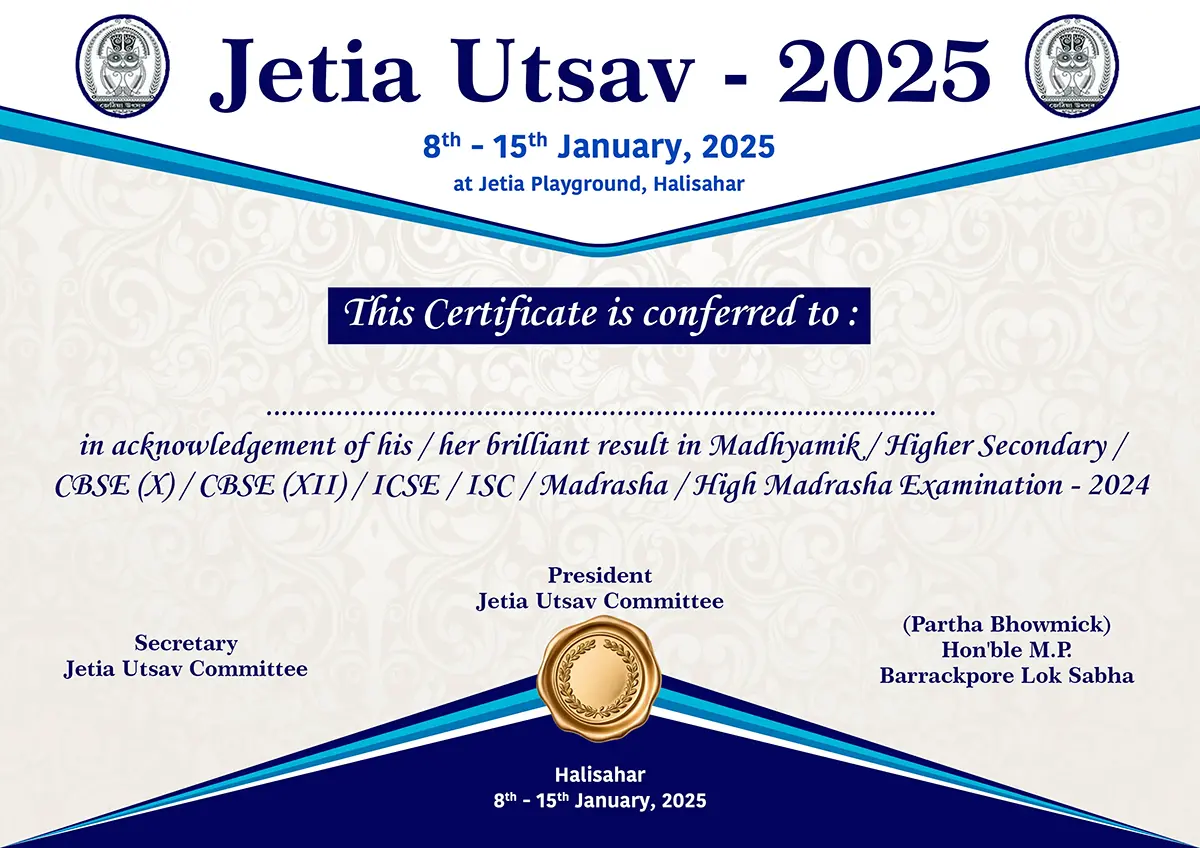 Jetia Utsav - 2025
8th - 15th January, 2025
at Jetia Playground, Halisahar
জেটিয়া উৎসব
জেটিয়া উৎসব
This Certificate is conferred to :
....................................................................................
in acknowledgement of his / her brilliant result in Madhyamik / Higher Secondary /
CBSE (X) / CBSE (XII) / ICSE / ISC / Madrasha / High Madrasha Examination - 2024
President
Jetia Utsav Committee
Secretary
Jetia Utsav Committee
(Partha Bhowmick)
Hon'ble M.P.
Barrackpore Lok Sabha
Halisahar
8th - 15th January, 2025